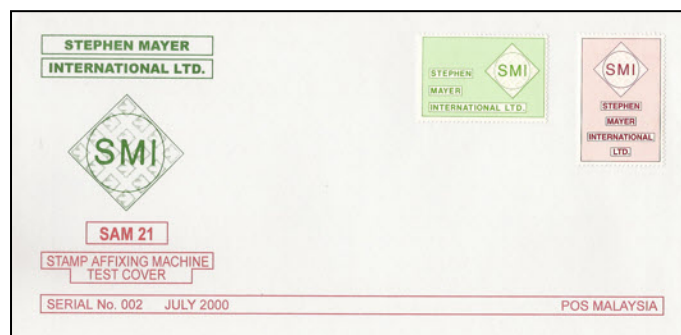 STEPHEN MAYER
INTERNATIONAL LTD.
SMI
SAM 21
STAMP AFFIXING MACHINE
TEST COVER
SERIAL No. 002 JULY 2000
POS MALAYSIA
STEPHEN
MAYER
INTERNATIONAL LTD.
SMI
SMI
STEPHEN
MAYER
INTERNATIONAL
LTD.